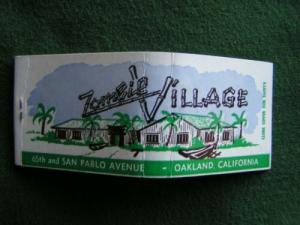 Zombie
VILLAGE
65th and SAN PABLO AVENUE - OAKLAND, CALIFORNIA